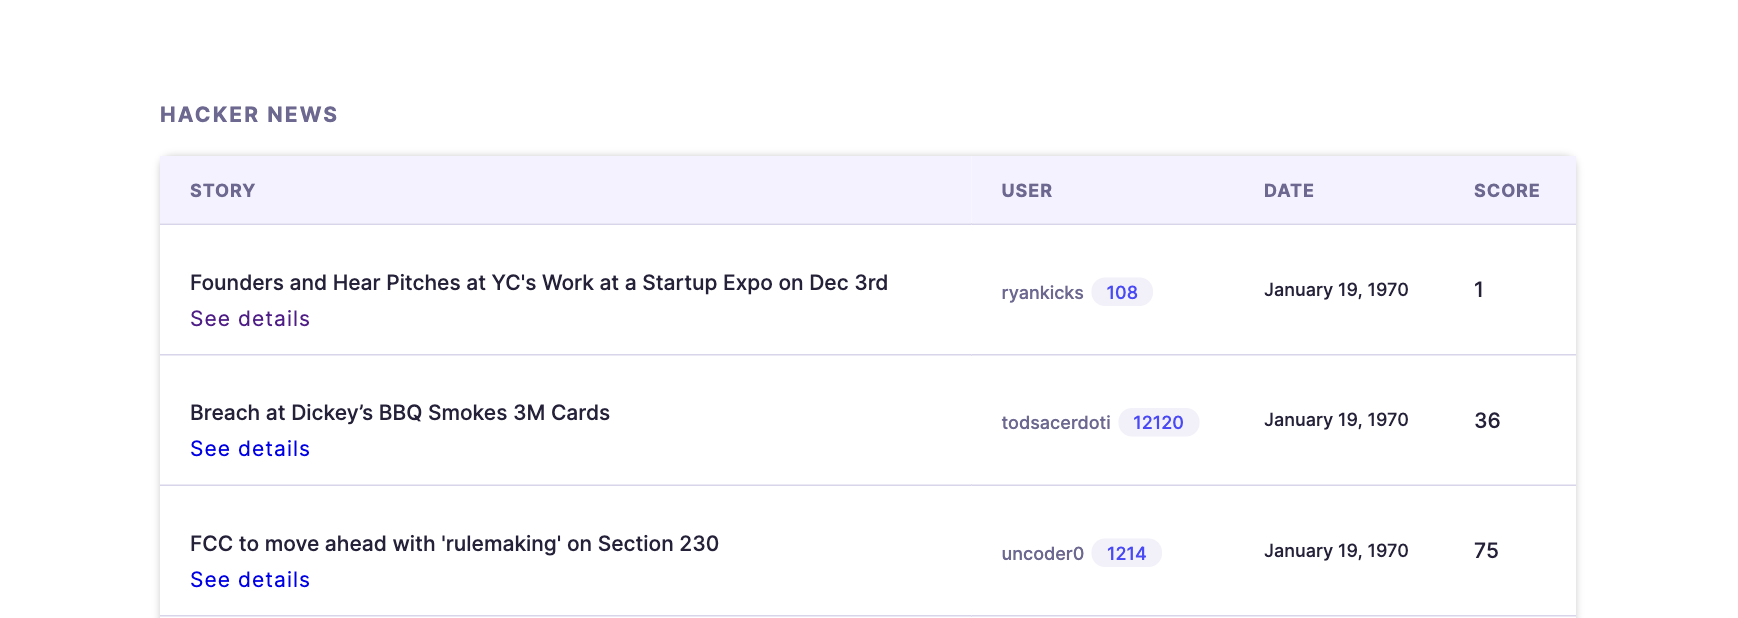 HACKER NEWS
STORY USER DATE SCORE
Founders and Hear Pitches at YC's Work at a Startup Expo on Dec 3rd
See details
ryankicks 108 January 19, 1970 1
Breach at Dickey’s BBQ Smokes 3M Cards
See details
todsacerdoti 12120 January 19, 1970 36
FCC to move ahead with 'rulemaking' on Section 230
See details
uncoder0 1214 January 19, 1970 75